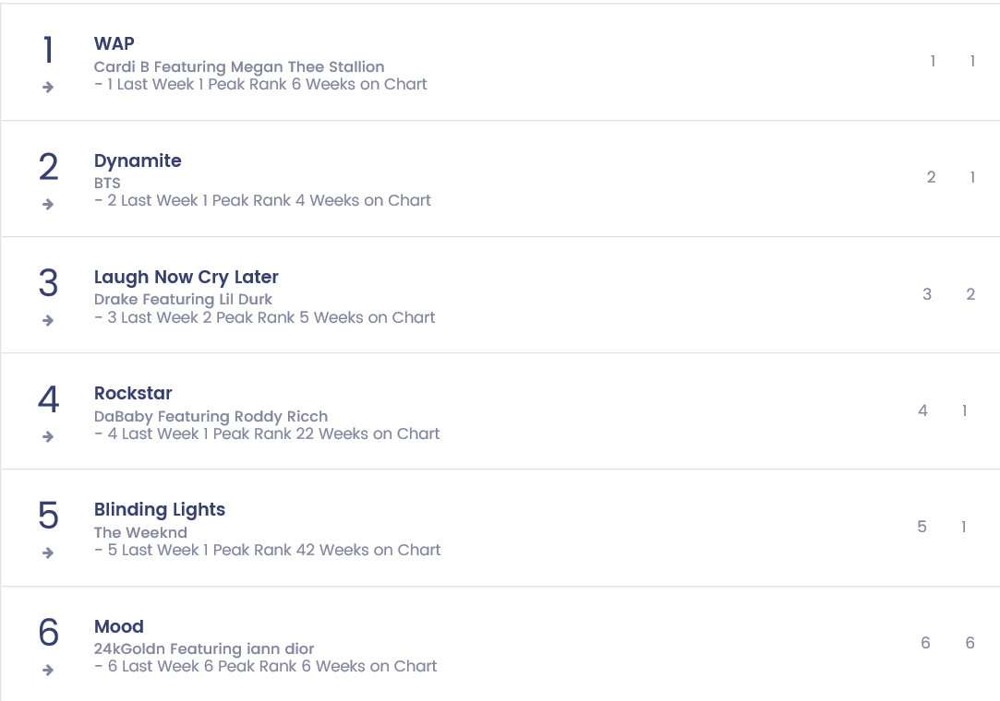 1
WAP
Cardi B Featuring Megan Thee Stallion
- 1 Last Week 1 Peak Rank 6 Weeks on Chart
1 1
2
Dynamite
BTS
- 2 Last Week 1 Peak Rank 4 Weeks on Chart
2 1
3
Laugh Now Cry Later
Drake Featuring Lil Durk
- 3 Last Week 2 Peak Rank 5 Weeks on Chart
3 2
4
Rockstar
DaBaby Featuring Roddy Ricch
- 4 Last Week 1 Peak Rank 22 Weeks on Chart
4 1
5
Blinding Lights
The Weeknd
- 5 Last Week 1 Peak Rank 42 Weeks on Chart
5 1
6
Mood
24kGoldn Featuring iann dior
- 6 Last Week 6 Peak Rank 6 Weeks on Chart
6 6